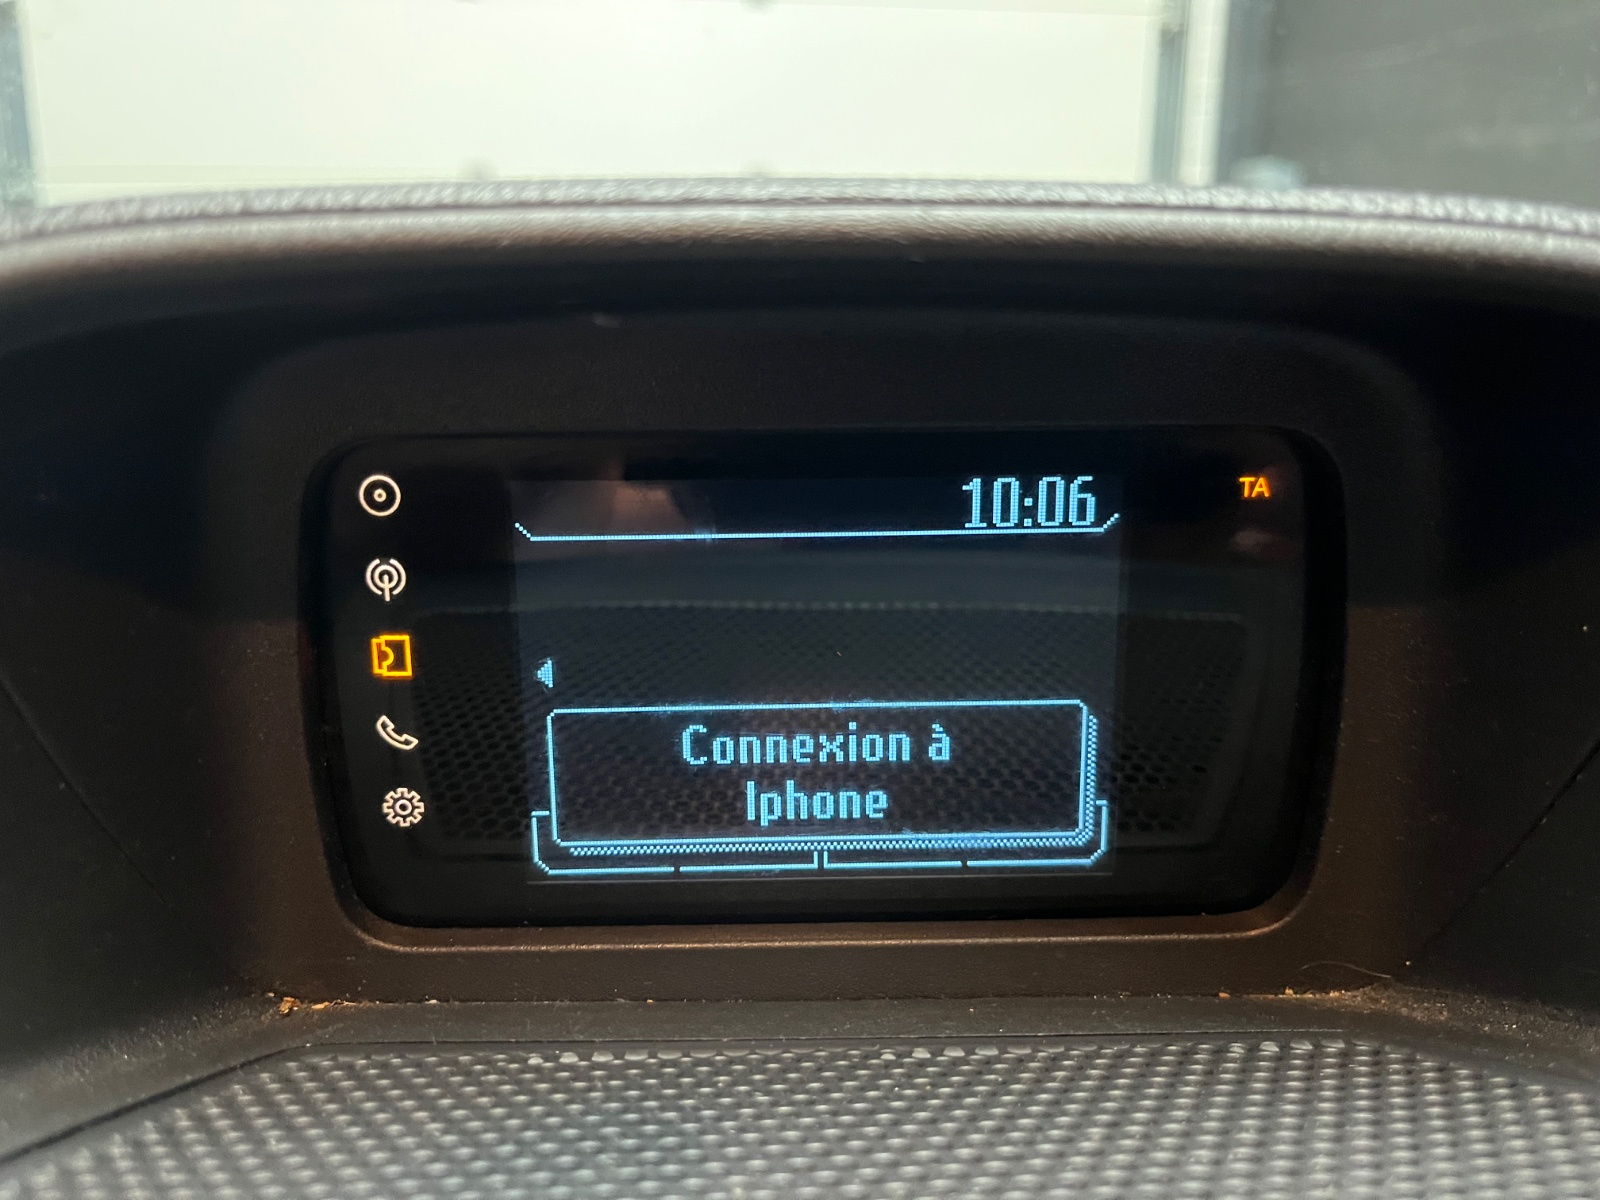 10:06
TA
Connexion à
Iphone